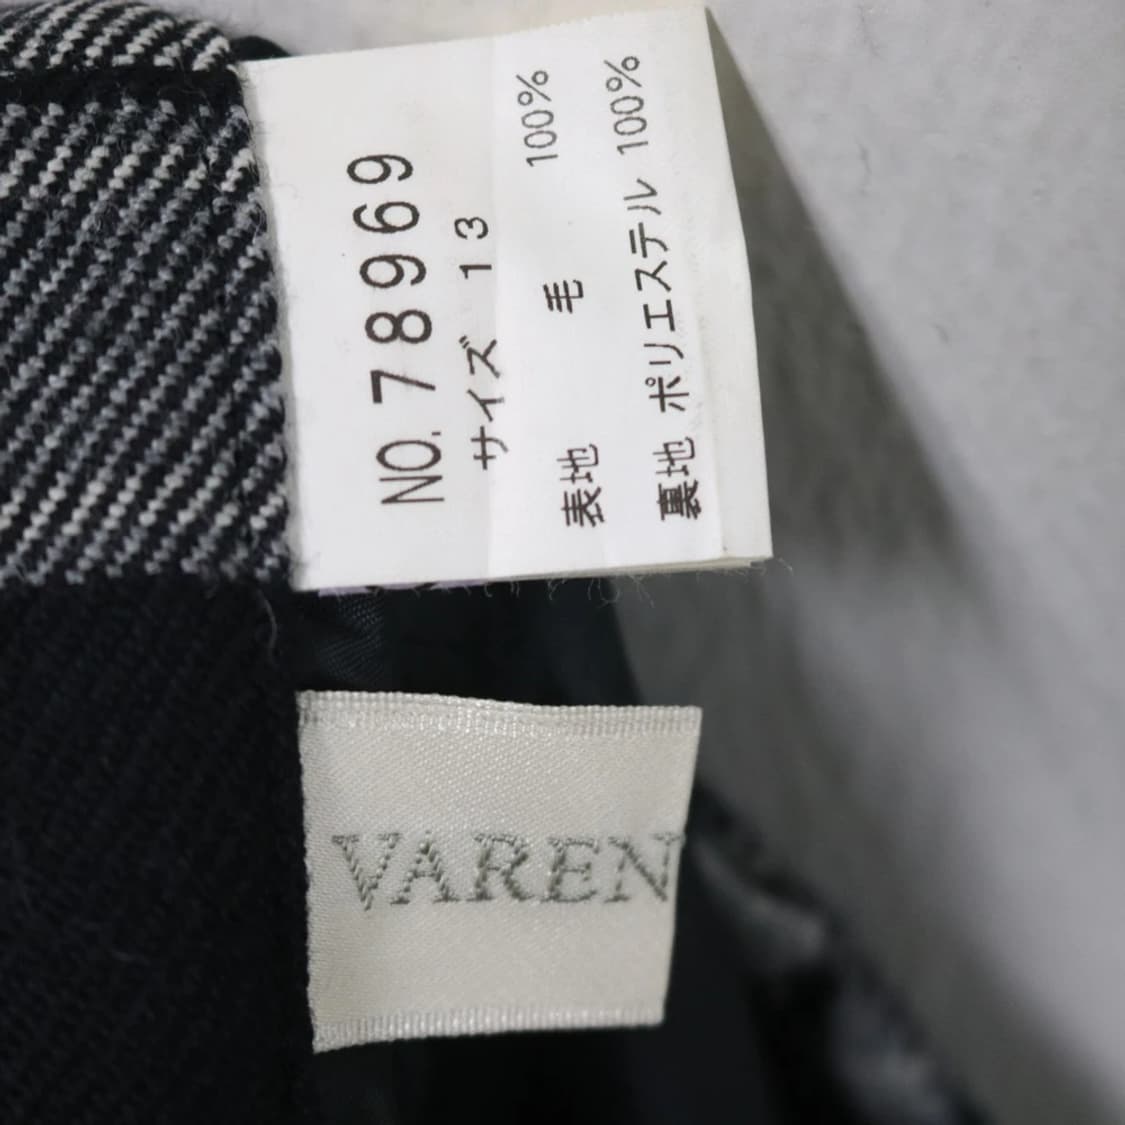 NO. 78969
サイズ 13
表地 毛 100%
裏地 ポリエステル 100%
VAREN